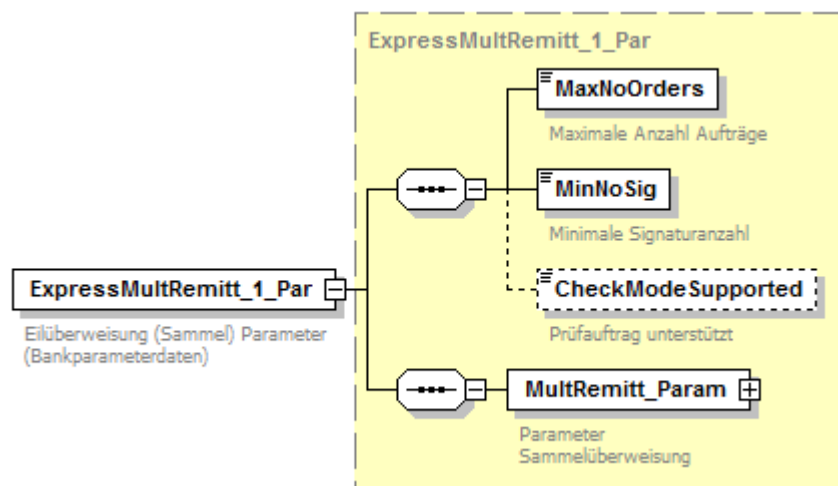 ExpressMultRemitt_1_Par
MaxNoOrders
Maximale Anzahl Aufträge
MinNoSig
Minimale Signaturanzahl
ExpressMultRemitt_1_Par
Eilüberweisung (Sammel) Parameter
(Bankparameterdaten)
CheckModeSupported
Prüfauftrag unterstützt
MultRemitt_Param
Parameter
Sammelüberweisung